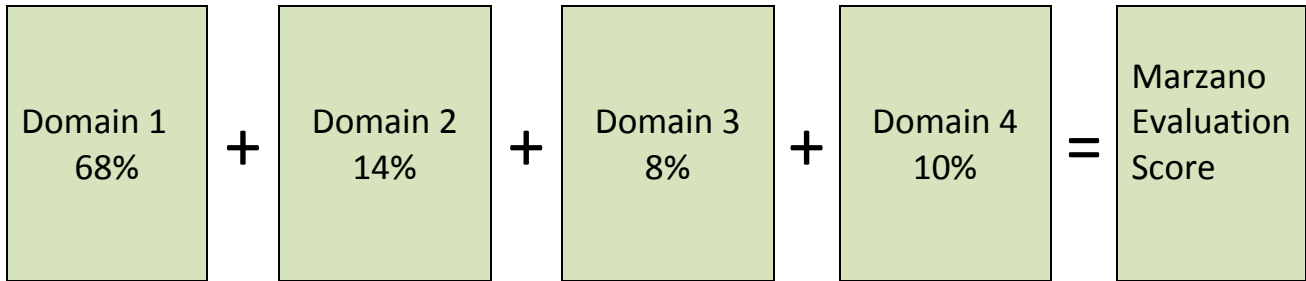 Domain 1
68%
+
Domain 2
14%
+
Domain 3
8%
+
Domain 4
10%
=
Marzano
Evaluation
Score